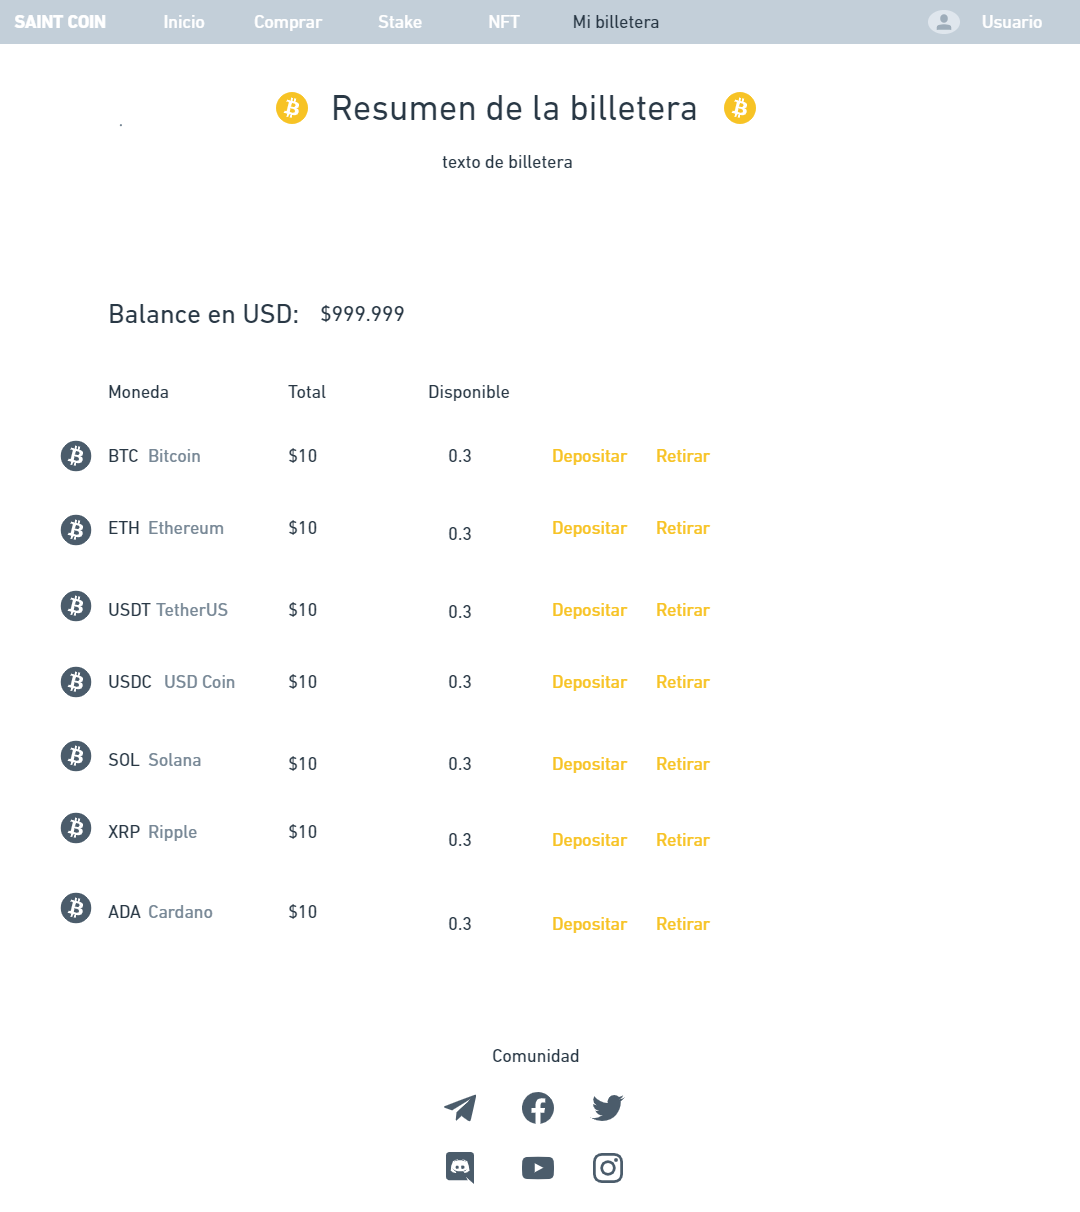 SAINT COIN Inicio Comprar Stake NFT Mi billetera Usuario
Resumen de la billetera
texto de billetera
Balance en USD: $999.999
Moneda Total Disponible
BTC Bitcoin $10 0.3 Depositar Retirar
ETH Ethereum $10 0.3 Depositar Retirar
USDT TetherUS $10 0.3 Depositar Retirar
USDC USD Coin $10 0.3 Depositar Retirar
SOL Solana $10 0.3 Depositar Retirar
XRP Ripple $10 0.3 Depositar Retirar
ADA Cardano $10 0.3 Depositar Retirar
Comunidad